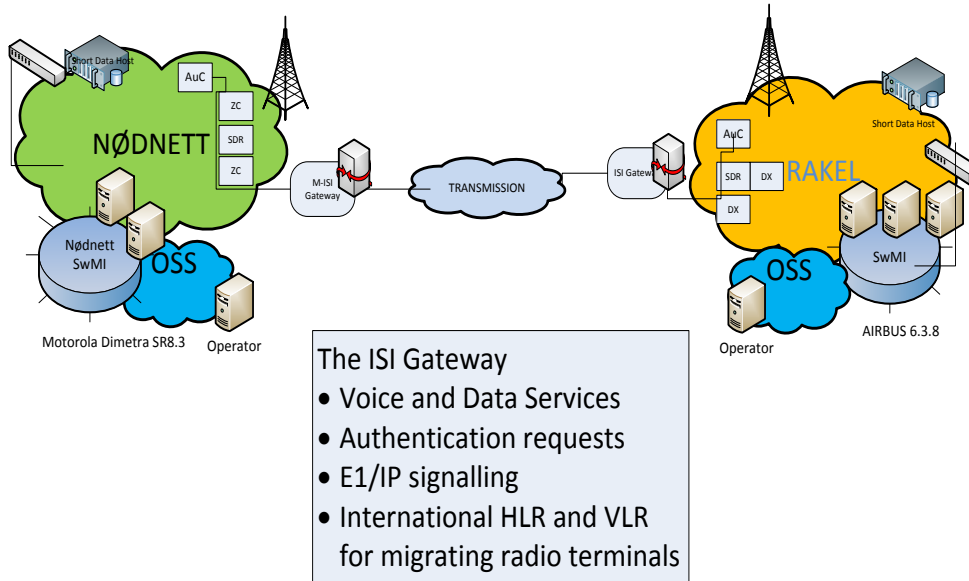 Short Data Host
AuC
ZC
SDR
ZC
NØDNETT
M-ISI
Gateway
TRANSMISSION
ISI Gateway
AuC
SDR
DX
DX
RAKEL
Short Data Host
Nødnett
SwMI
OSS
Motorola Dimetra SR8.3
Operator
OSS
SwMI
Operator
AIRBUS 6.3.8
The ISI Gateway
• Voice and Data Services
• Authentication requests
• E1/IP signalling
• International HLR and VLR
for migrating radio terminals